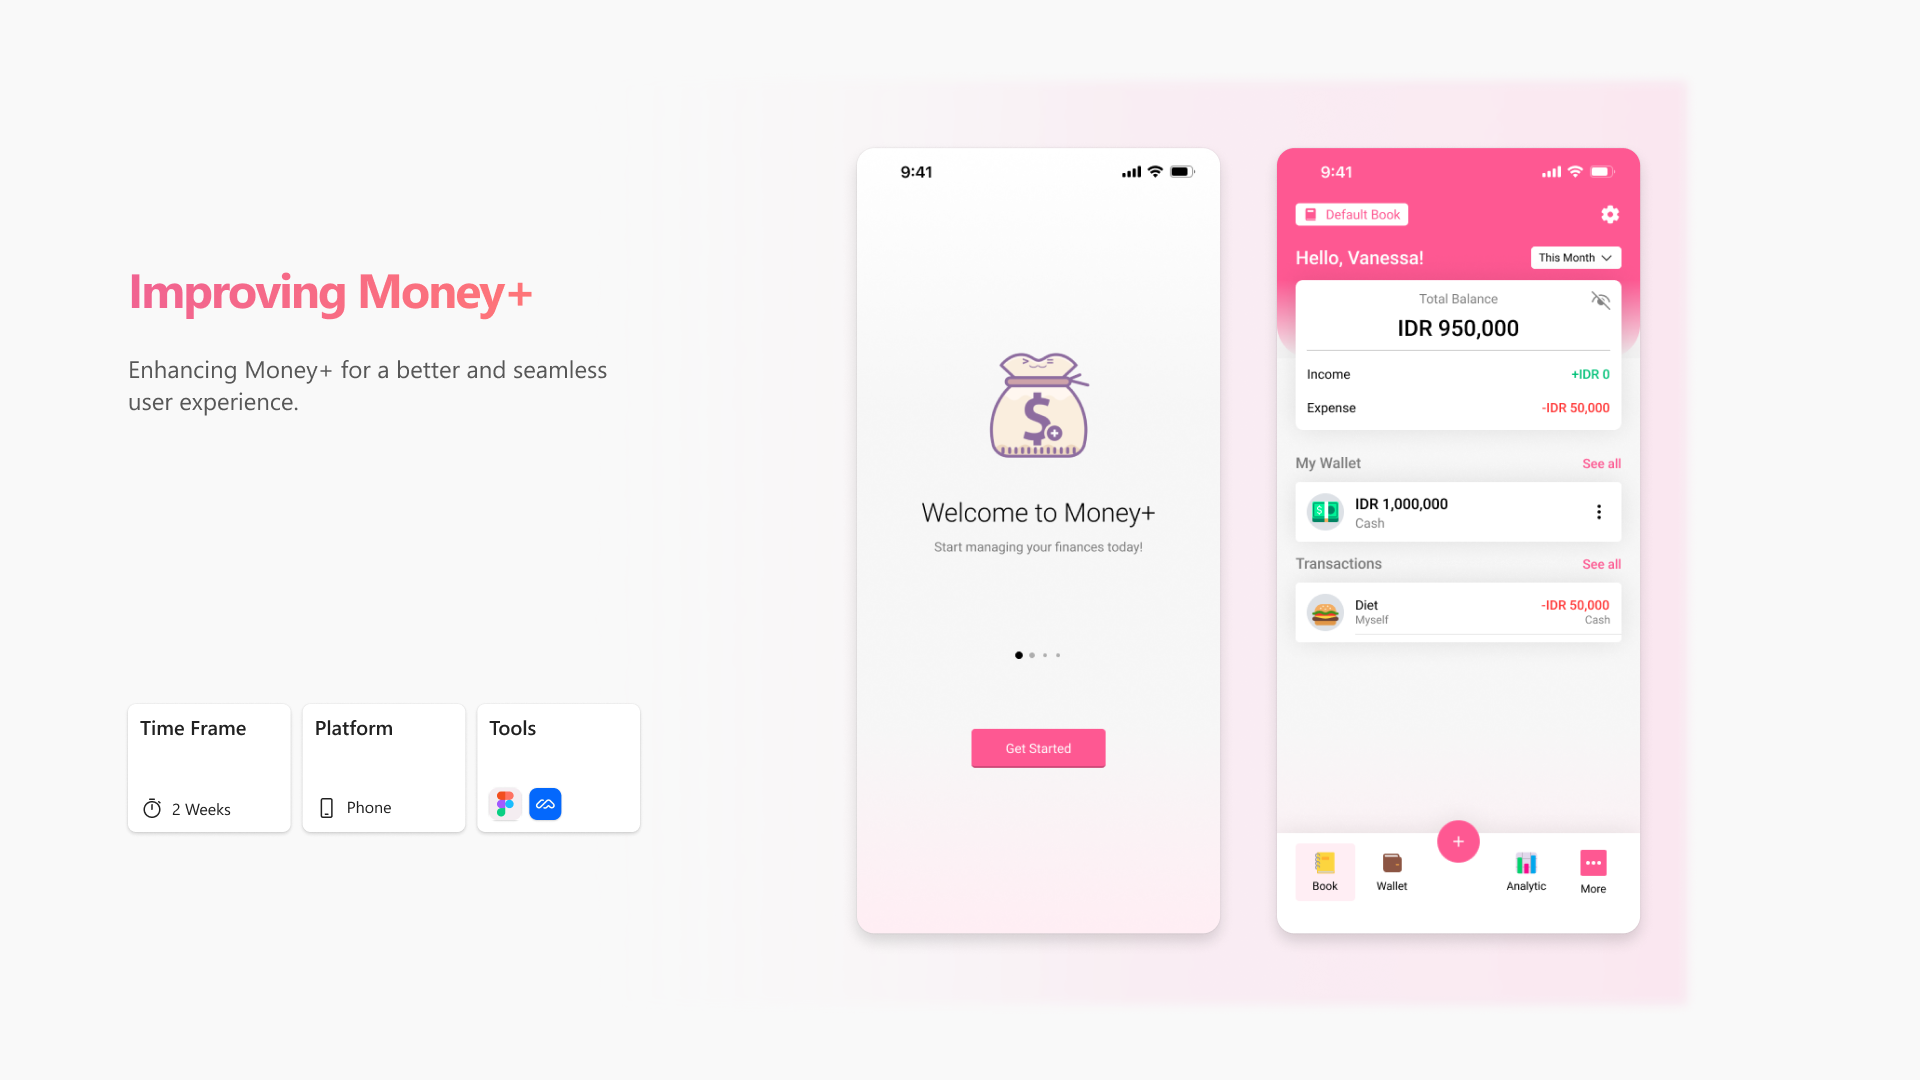 Improving Money+
Enhancing Money+ for a better and seamless
user experience.
Time Frame
2 Weeks
Platform
Phone
Tools
9:41
$
Welcome to Money+
Start managing your finances today!
Get Started
9:41
Default Book
Hello, Vanessa!
This Month
Total Balance
IDR 950,000
Income
+IDR 0
Expense
-IDR 50,000
My Wallet
See all
IDR 1,000,000
Cash
Transactions
See all
Diet
-IDR 50,000
Myself
Cash
+
Book
Wallet
Analytic
More